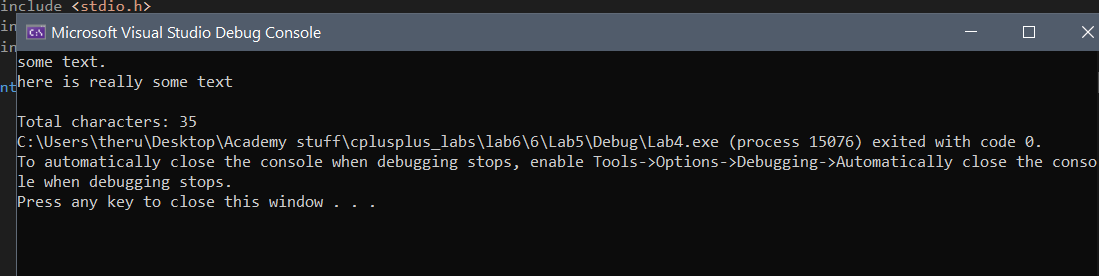 include <stdio.h>
in
Microsoft Visual Studio Debug Console
in
some text.
here is really some text
nt
Total characters: 35
C:\Users\theru\Desktop\Academy stuff\cplusplus_labs\lab6\6\Lab5\Debug\Lab4.exe (process 15076) exited with code 0.
To automatically close the console when debugging stops, enable Tools->Options->Debugging->Automatically close the conso
le when debugging stops.
Press any key to close this window . . .